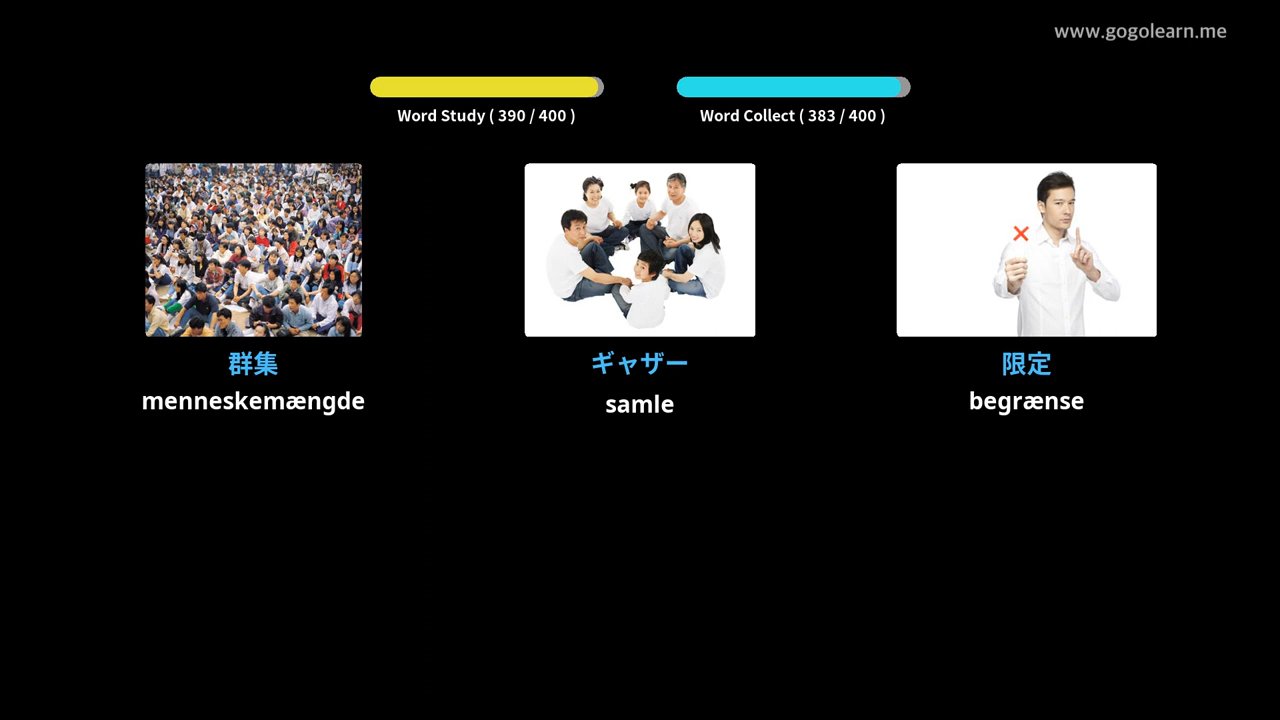 www.gogolearn.me
Word Study ( 390 / 400 )
Word Collect ( 383 / 400 )
群集
ギャザー
限定
menneskemængde
samle
begrænse